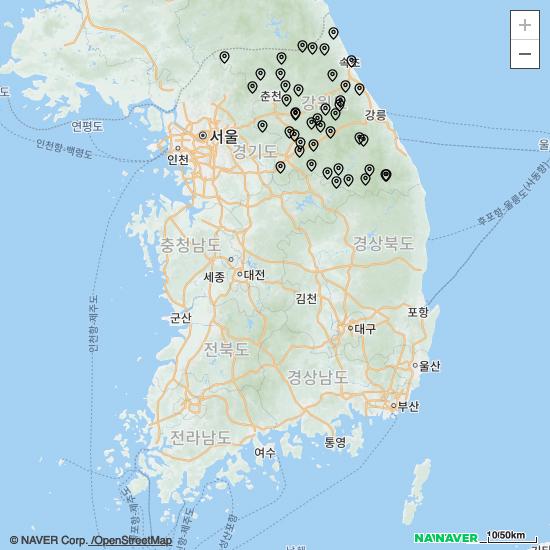 +
−
속초
춘천
강원
강릉
연평도
서울
인천항-백령도
경기도
인천
울
후포항-울릉도(사동항)
충청남도
경상북도
세종
대전
인천항-제주도
김천
군산
포항
대구
전북도
경상남도
울산
부산
전라남도
통영
여수
© NAVER Corp. /OpenStreetMap
NAVER
10/50km